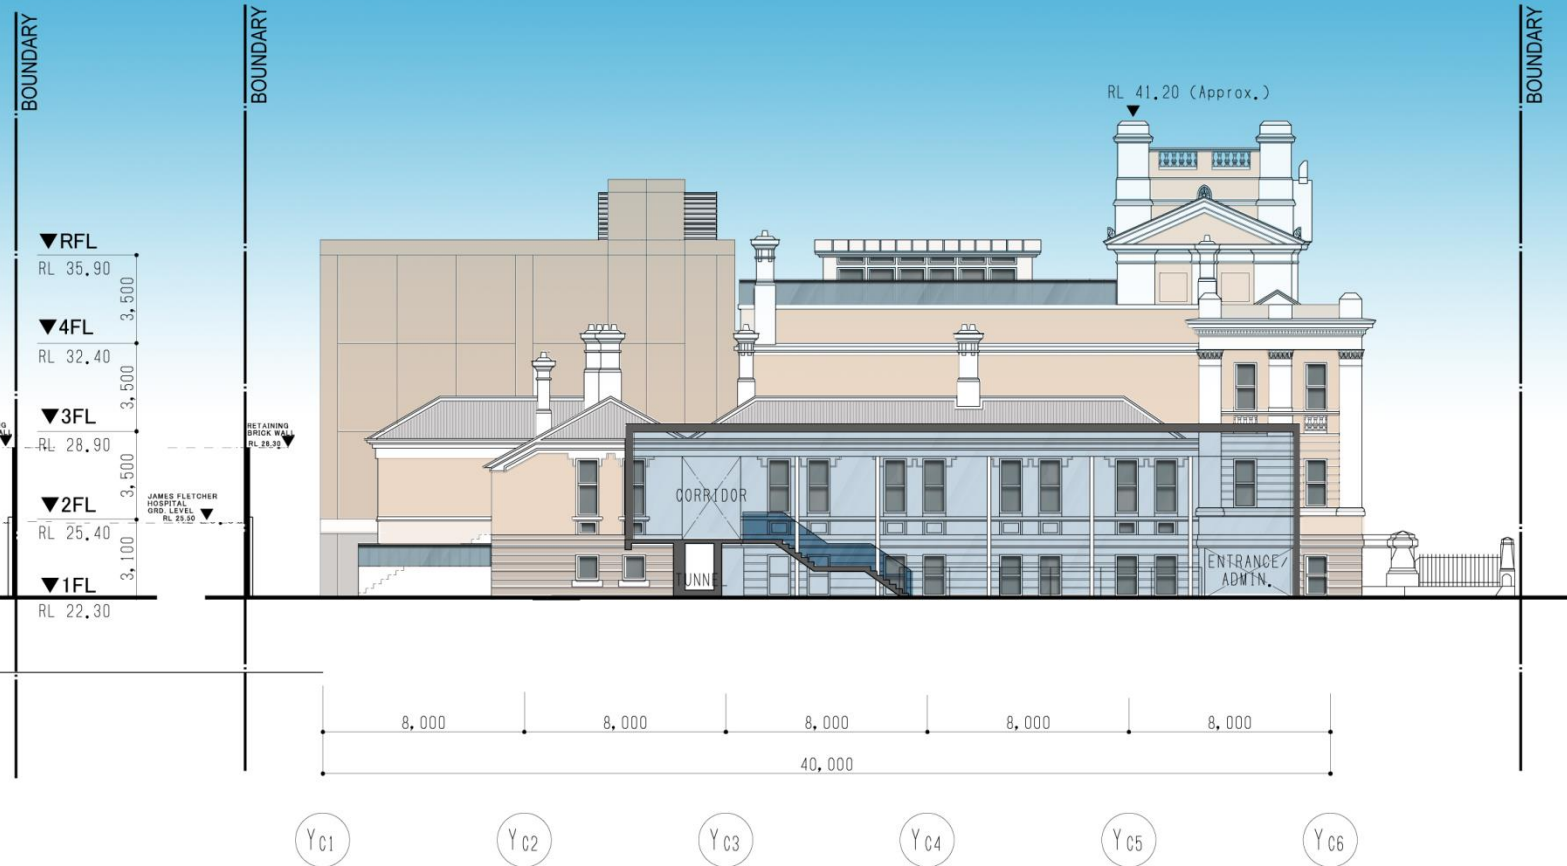 BOUNDARY
BOUNDARY
BOUNDARY
RL 41.20 (Approx.)
▼RFL
RL 35.90
3,500
▼4FL
RL 32.40
3,500
▼3FL
RL 28.90
RETAINING
BRICK WALL
RL 28.30
3,500
▼2FL
RL 25.40
JAMES FLETCHER
HOSPITAL
GRD. LEVEL
RL 25.50
3,100
▼1FL
RL 22.30
CORRIDOR
TUNNEL
ENTRANCE/
ADMIN.
8,000
8,000
8,000
8,000
8,000
40,000
YC1
YC2
YC3
YC4
YC5
YC6